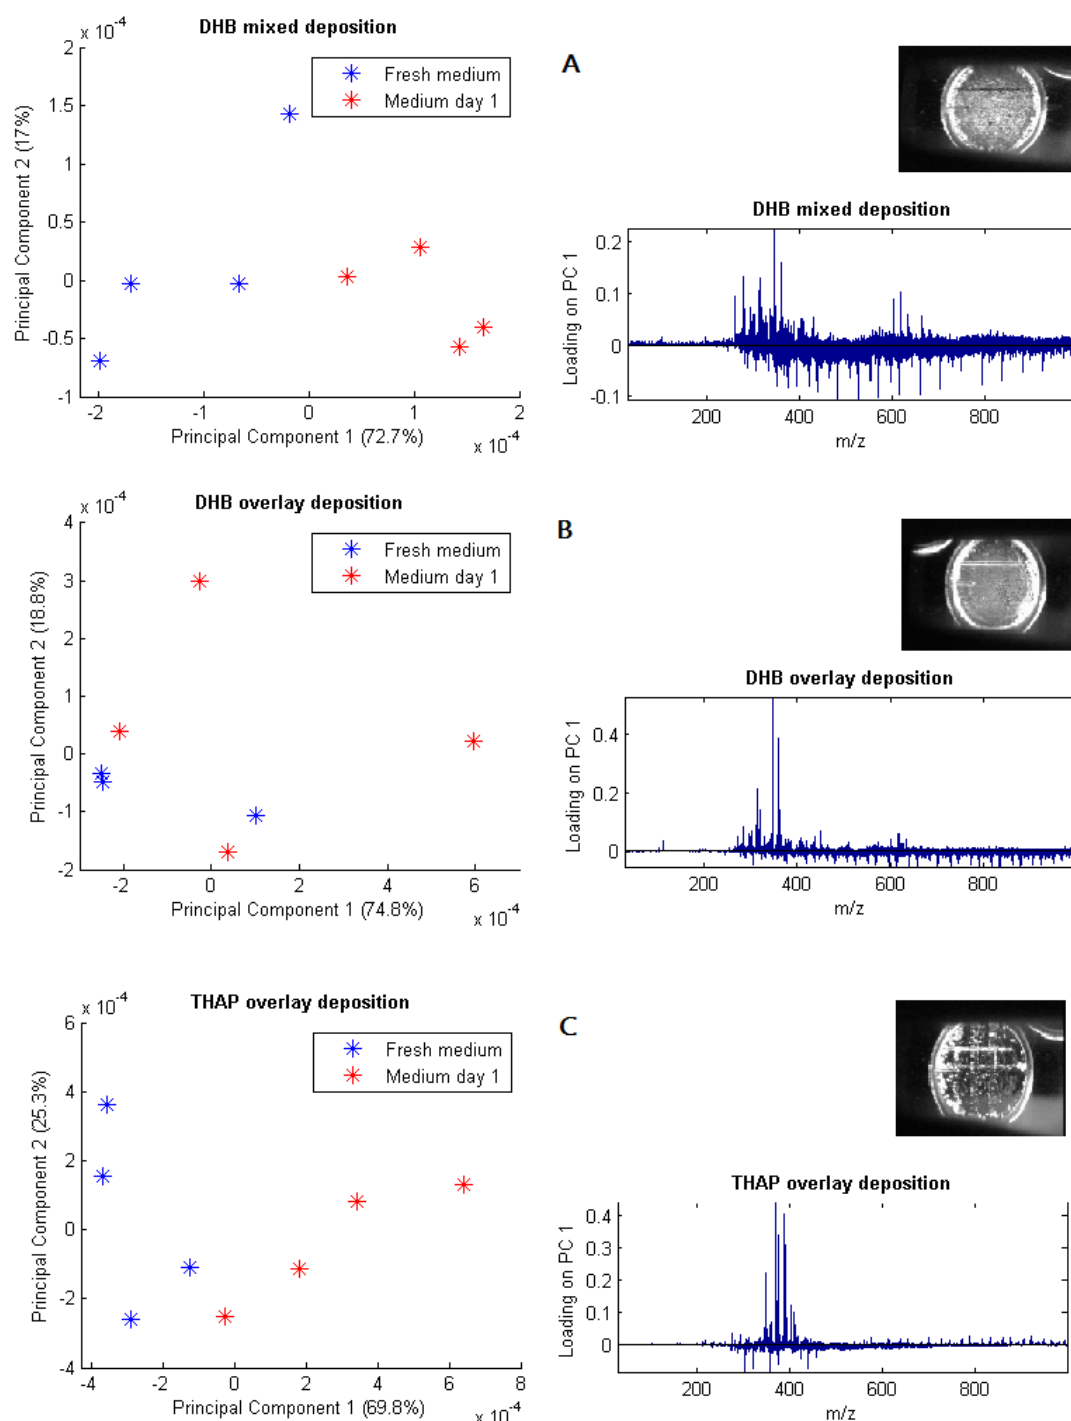 DHB mixed deposition
x 10^-4
2
1.5
1
0.5
0
-0.5
-1
Principal Component 2 (17%)
Fresh medium
Medium day 1
-2
-1
0
1
2
Principal Component 1 (72.7%)
x 10^-4
A
DHB mixed deposition
0.2
0.1
0
-0.1
Loading on PC 1
200
400
600
800
m/z
DHB overlay deposition
x 10^-4
4
3
2
1
0
-1
-2
Principal Component 2 (18.8%)
Fresh medium
Medium day 1
-2
0
2
4
6
Principal Component 1 (74.8%)
x 10^-4
B
DHB overlay deposition
0.4
0.2
0
Loading on PC 1
200
400
600
800
m/z
THAP overlay deposition
x 10^-4
6
4
2
0
-2
-4
Principal Component 2 (25.3%)
Fresh medium
Medium day 1
-4
-2
0
2
4
6
8
Principal Component 1 (69.8%)
x 10^-4
C
THAP overlay deposition
0.4
0.3
0.2
0.1
0
Loading on PC 1
200
400
600
800
m/z